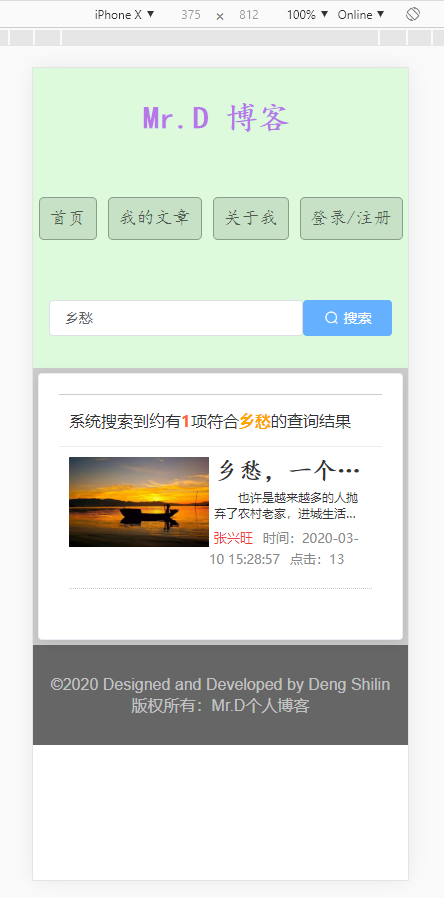 iPhone X ▼ 375 × 812 100% ▼ Online ▼
Mr.D 博客
首页 我的文章 关于我 登录/注册
乡愁 搜索
系统搜索到约有1项符合乡愁的查询结果
乡愁，一个…
也许是越来越多的人抛
弃了农村老家，进城生活...
张兴旺 时间：2020-03-
10 15:28:57 点击：13
©2020 Designed and Developed by Deng Shilin
版权所有：Mr.D个人博客